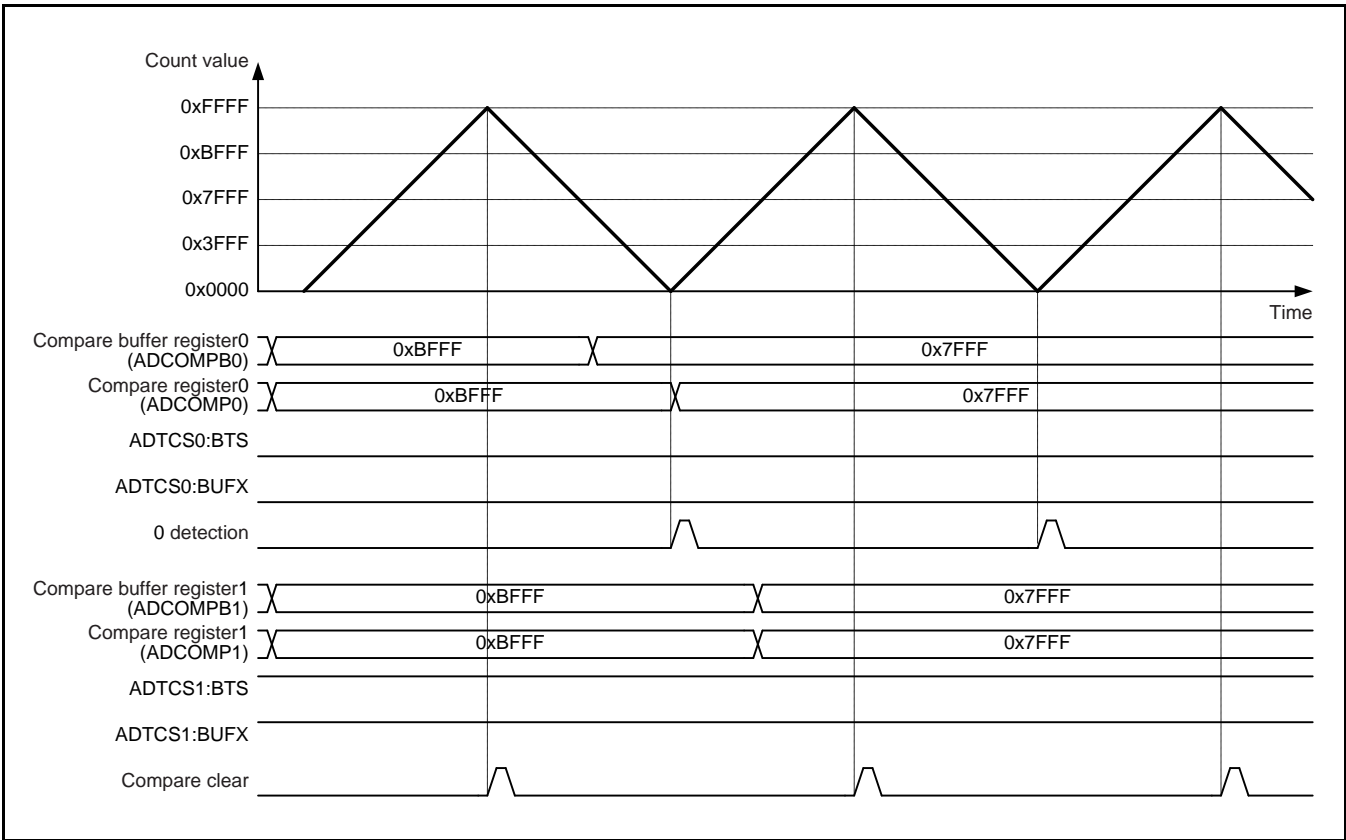 Count value
0xFFFF
0xBFFF
0x7FFF
0x3FFF
0x0000
Time
Compare buffer register0
(ADCOMPB0)
0xBFFF
0x7FFF
Compare register0
(ADCOMP0)
0xBFFF
0x7FFF
ADTCS0:BTS
ADTCS0:BUFX
0 detection
Compare buffer register1
(ADCOMPB1)
0xBFFF
0x7FFF
Compare register1
(ADCOMP1)
0xBFFF
0x7FFF
ADTCS1:BTS
ADTCS1:BUFX
Compare clear